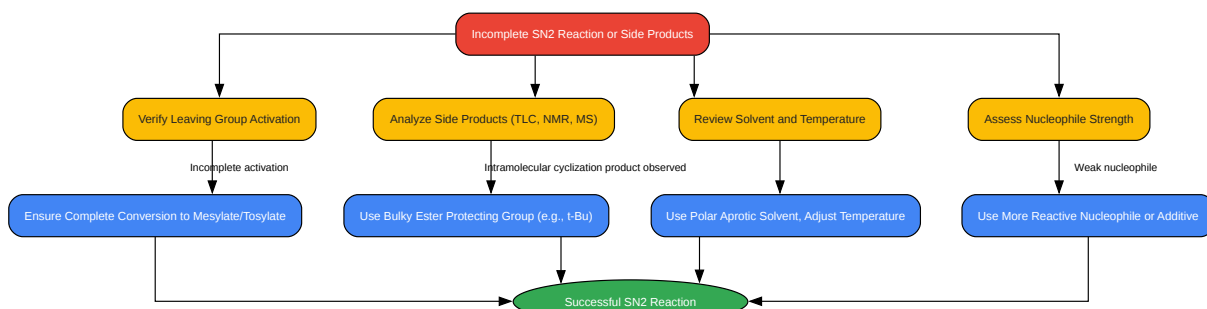 Incomplete SN2 Reaction or Side Products
Verify Leaving Group Activation
Analyze Side Products (TLC, NMR, MS)
Review Solvent and Temperature
Assess Nucleophile Strength
Incomplete activation
Intramolecular cyclization product observed
Weak nucleophile
Ensure Complete Conversion to Mesylate/Tosylate
Use Bulky Ester Protecting Group (e.g., t-Bu)
Use Polar Aprotic Solvent, Adjust Temperature
Use More Reactive Nucleophile or Additive
Successful SN2 Reaction